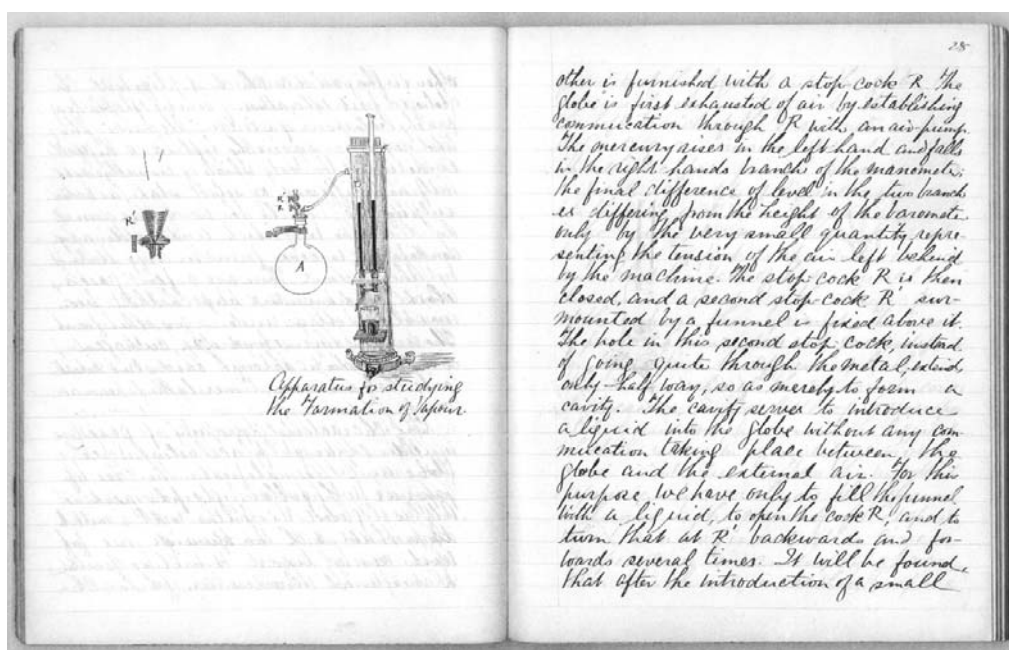 R'
R'
R
A
Apparatus for studying
the Formation of Vapour.
other is furnished with a stop cock R. The
globe is first exhausted of air by establishing
commucation through R with an air-pump.
The mercury rises in the left hand and falls
in the right hands branch of the manometer;
the final difference of level in the two branch
es differing from the height of the baromete
only by the very small quantity repre-
senting the tension of the air left behind
by the machine. The stop cock R is then
closed, and a second stop-cock R' sur-
mounted by a funnel is fixed above it.
The hole in this second stop cock, instead
of going quite through the metal, extends
only half way, so as merely to form a
cavity. The cavity serves to introduce
a liquid into the globe without any com-
mucation taking place between the
globe and the external air. For this
purpose we have only to fill the funnel
with a liquid, to open the cock R, and to
turn that at R' backwards and for-
wards several times. It will be found,
that after the introduction of a small